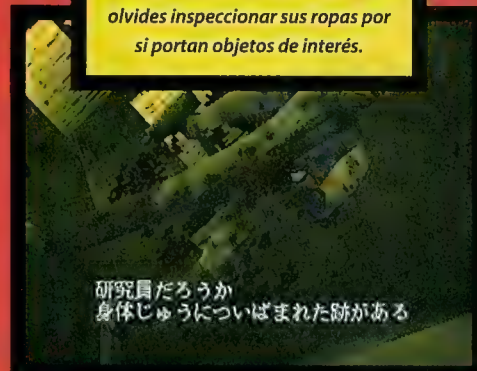 olvides inspeccionar sus ropas por
si portan objetos de interés.
研究員だろうか
身体じゅうについばまれた跡がある